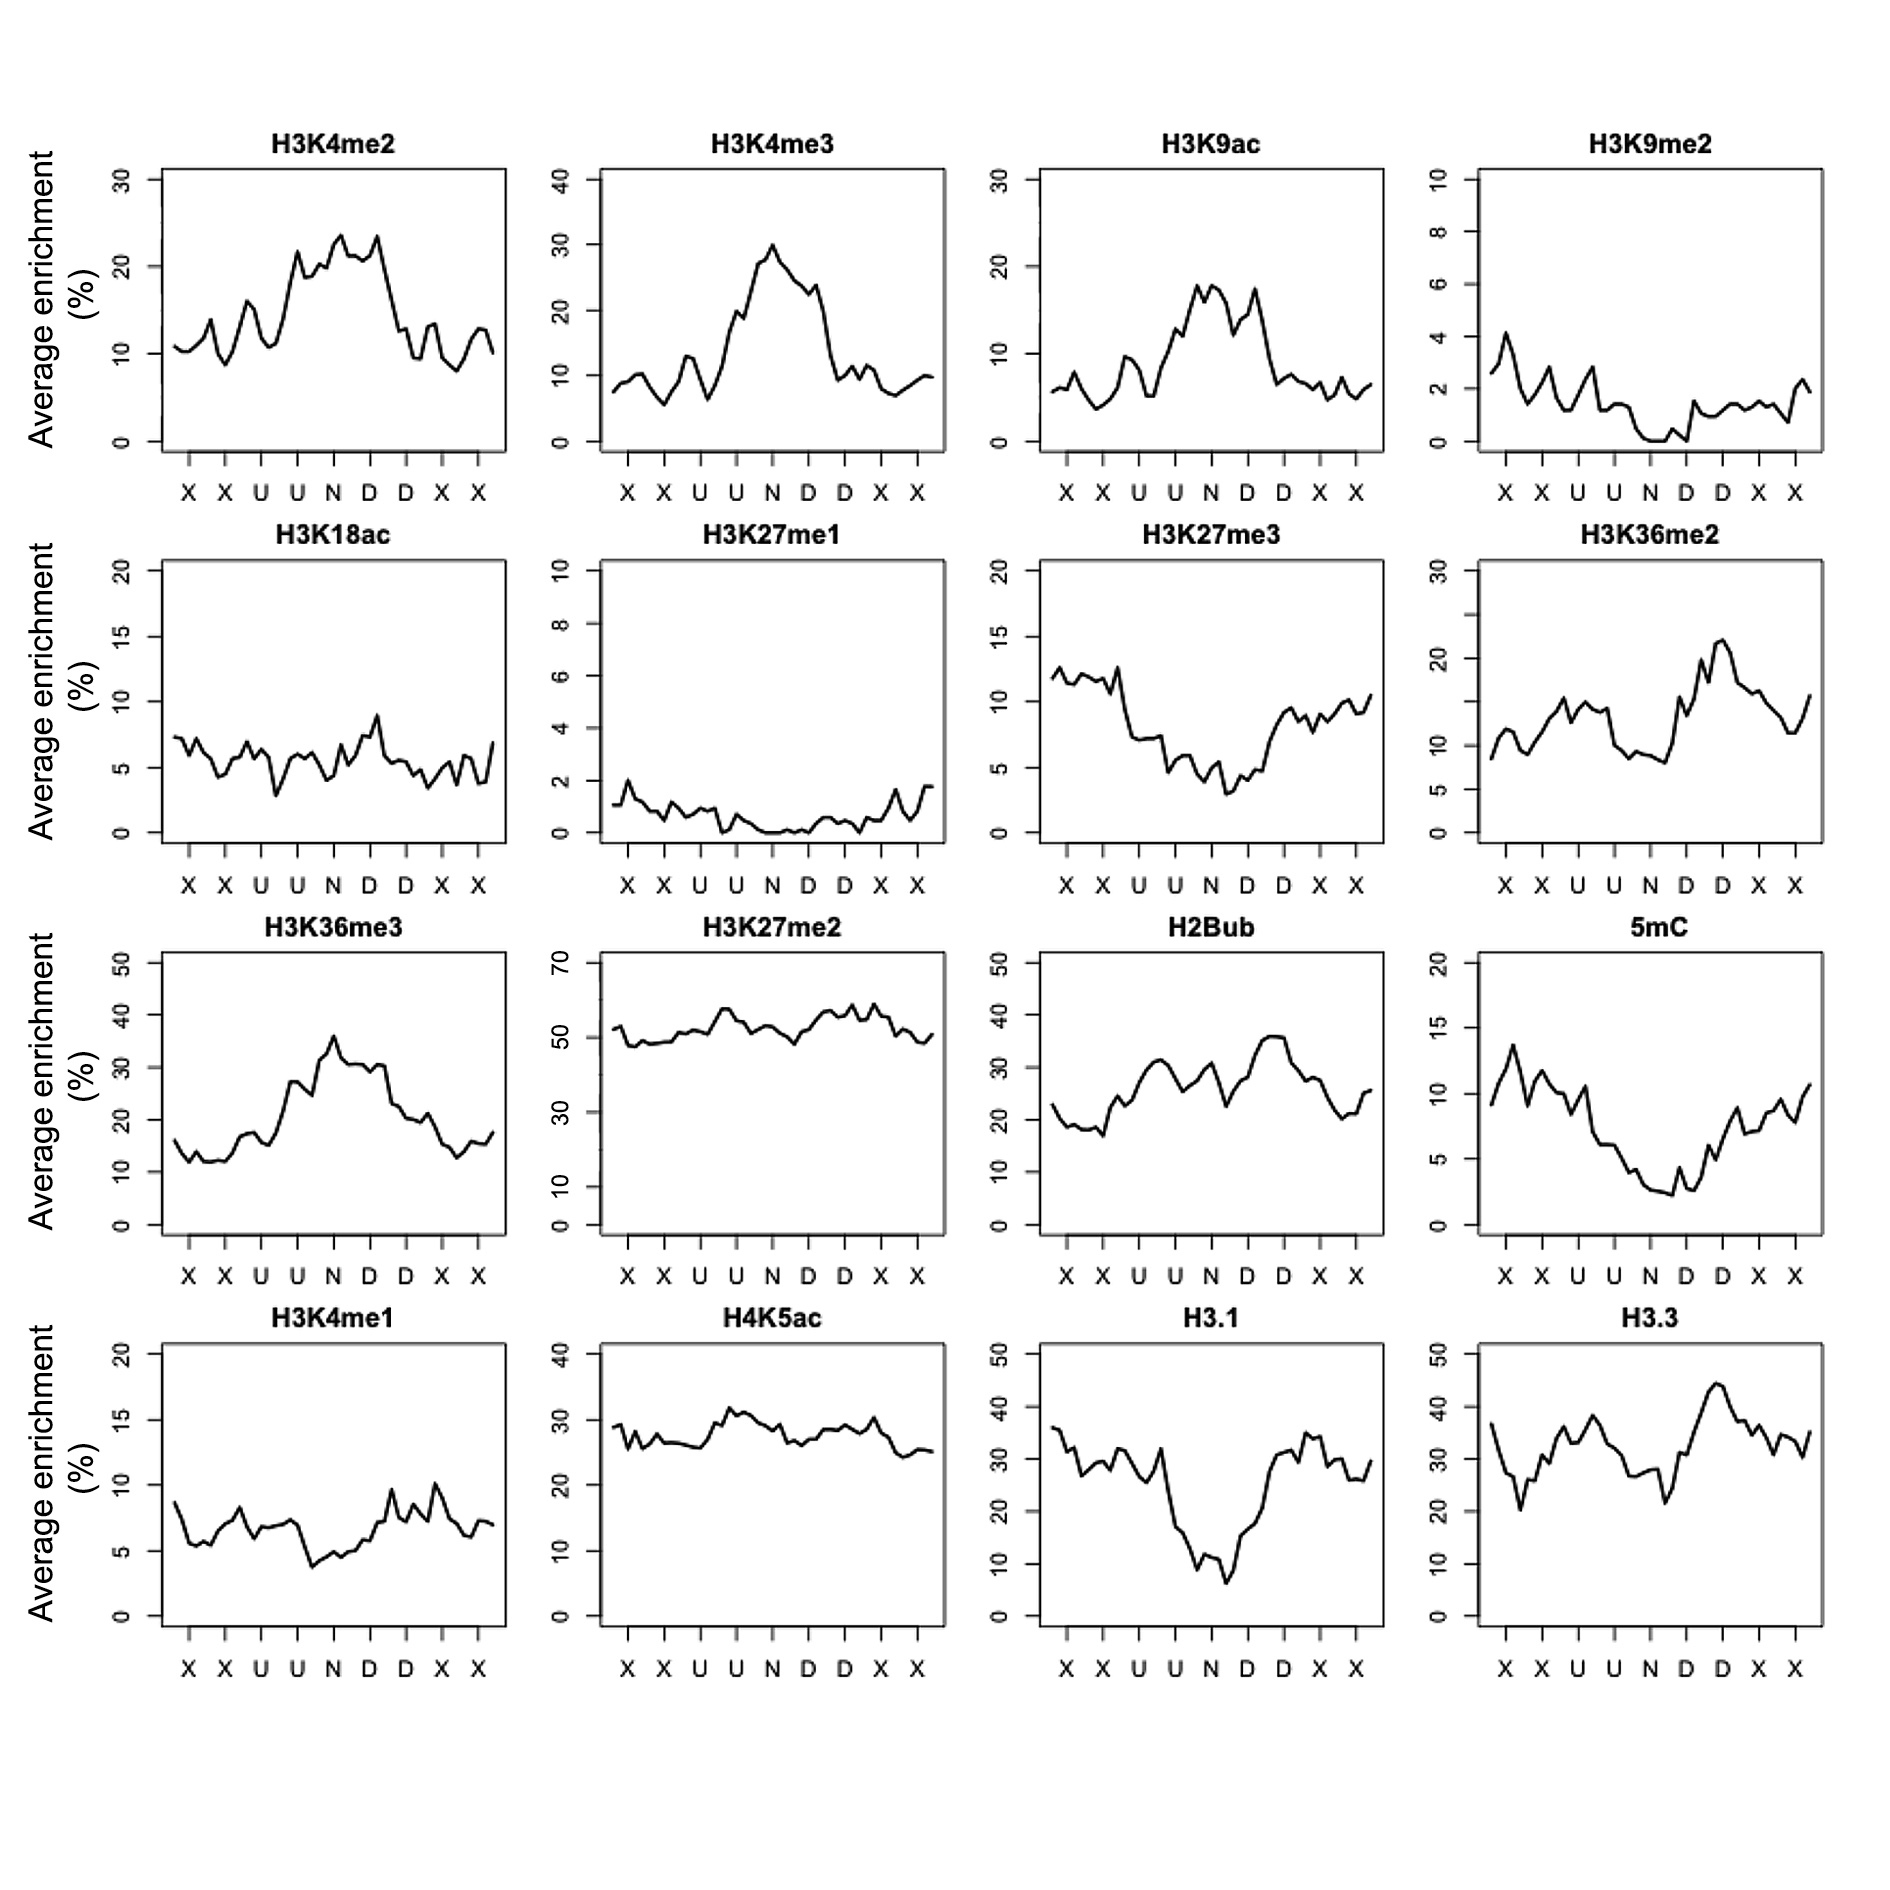 H3K4me2 H3K4me3 H3K9ac H3K9me2
Average enrichment
(%)
0 10 20 30
0 10 20 30 40
0 10 20 30
0 2 4 6 8 10
X X U U N D D X X
X X U U N D D X X
X X U U N D D X X
X X U U N D D X X
H3K18ac H3K27me1 H3K27me3 H3K36me2
Average enrichment
(%)
0 5 10 15 20
0 2 4 6 8 10
0 5 10 15 20
0 5 10 20 30
X X U U N D D X X
X X U U N D D X X
X X U U N D D X X
X X U U N D D X X
H3K36me3 H3K27me2 H2Bub 5mC
Average enrichment
(%)
0 10 20 30 40 50
0 10 30 50 70
0 10 20 30 40 50
0 5 10 15 20
X X U U N D D X X
X X U U N D D X X
X X U U N D D X X
X X U U N D D X X
H3K4me1 H4K5ac H3.1 H3.3
Average enrichment
(%)
0 5 10 15 20
0 10 20 30 40
0 10 20 30 40 50
0 10 20 30 40 50
X X U U N D D X X
X X U U N D D X X
X X U U N D D X X
X X U U N D D X X